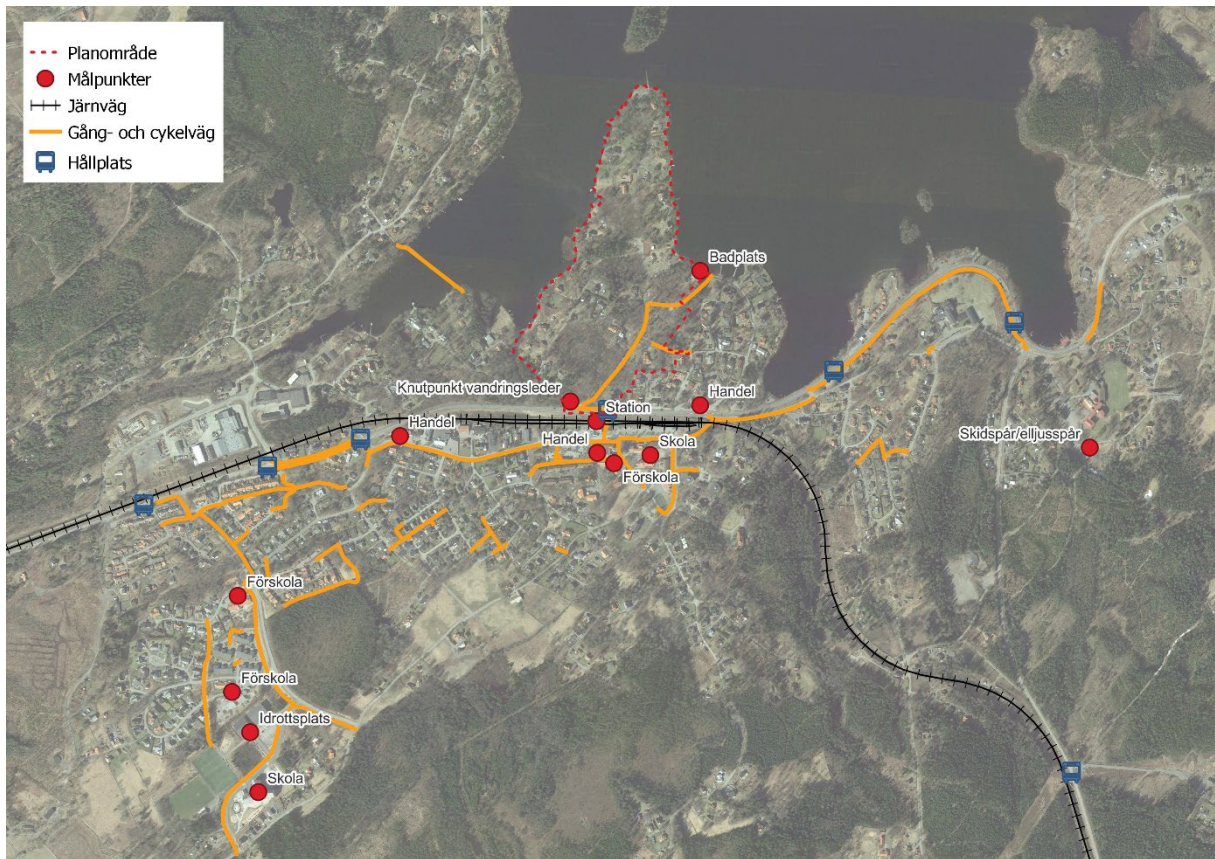 Planområde
Målpunkter
Järnväg
Gång- och cykelväg
Hållplats
Badplats
Knutpunkt vandringsleder
Handel
Station
Handel
Handel
Skola
Skidspår/elljusspår
Förskola
Förskola
Förskola
Idrottsplats
Skola